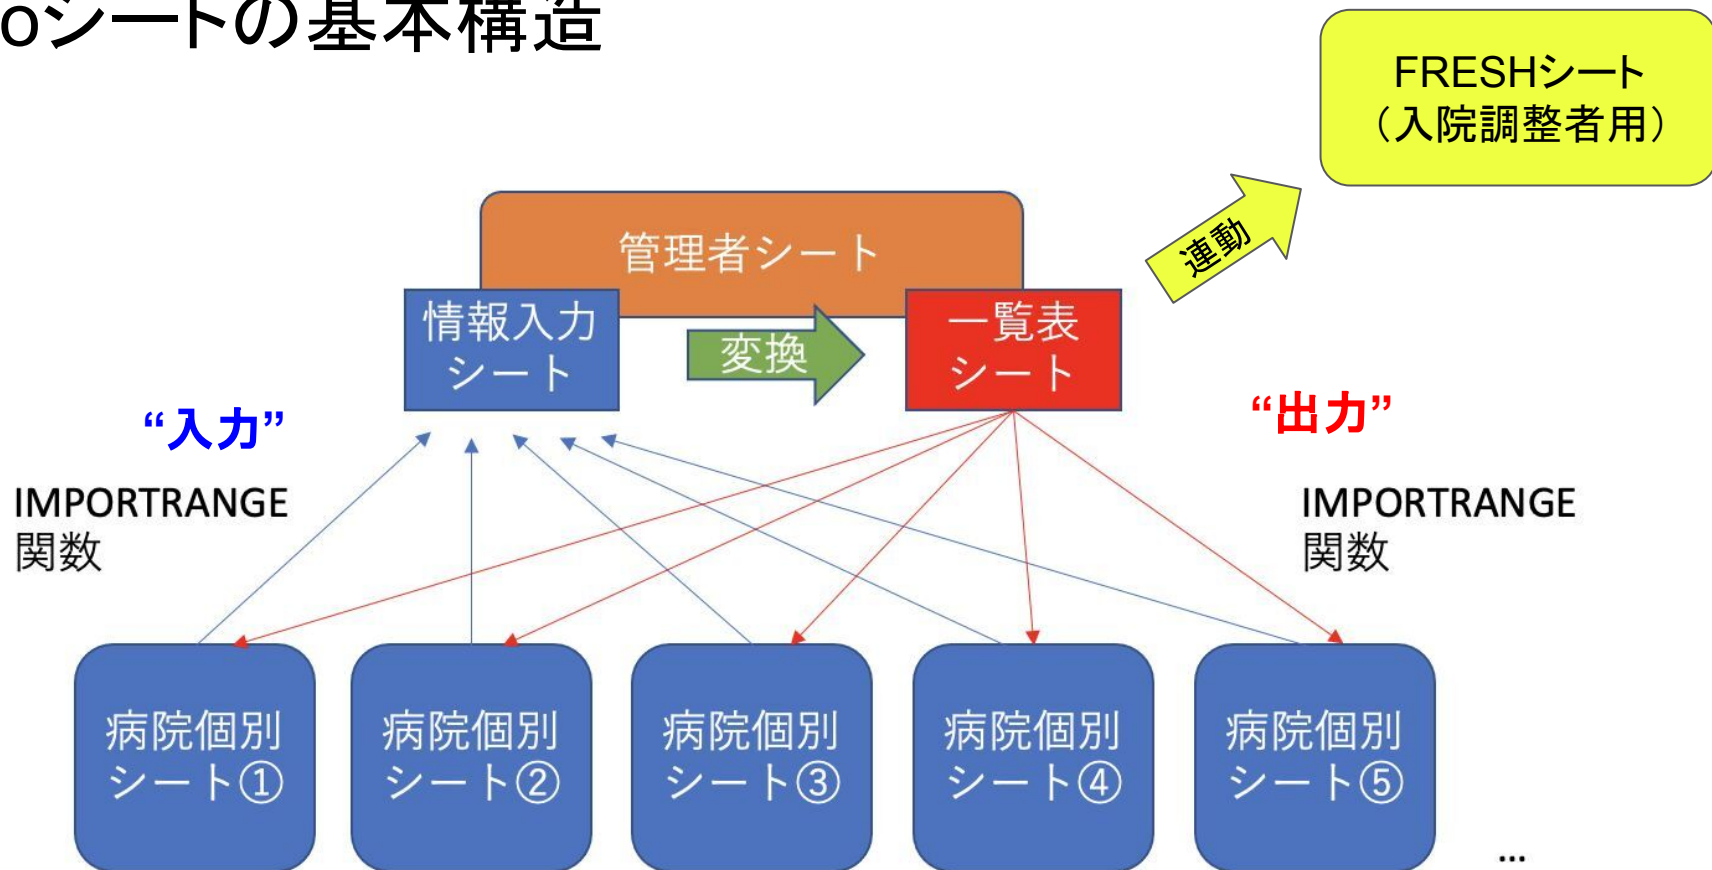 oシートの基本構造
FRESHシート
（入院調整者用）
連動
管理者シート
情報入力
シート
変換
一覧表
シート
“入力”
“出力”
IMPORTRANGE
関数
IMPORTRANGE
関数
病院個別
シート①
病院個別
シート②
病院個別
シート③
病院個別
シート④
病院個別
シート⑤
...